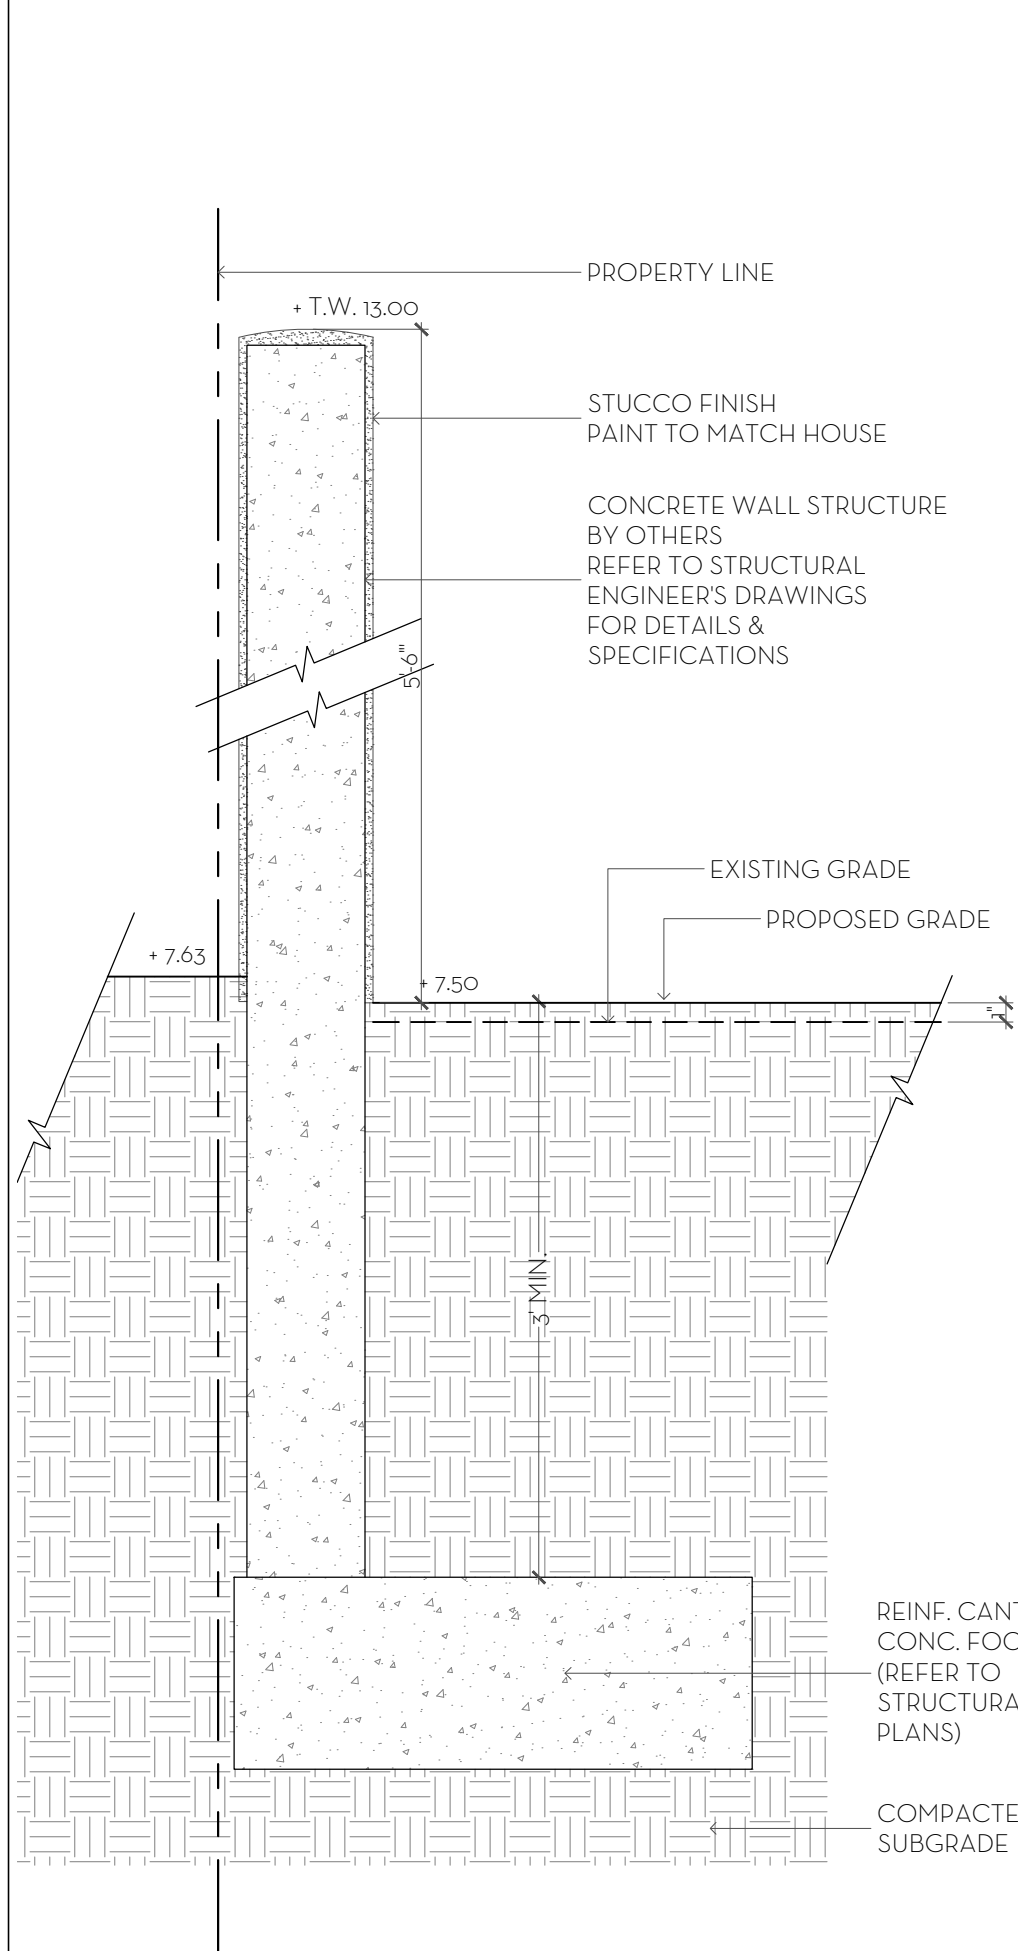 PROPERTY LINE
+ T.W. 13.00
STUCCO FINISH
PAINT TO MATCH HOUSE
CONCRETE WALL STRUCTURE
BY OTHERS
REFER TO STRUCTURAL
ENGINEER'S DRAWINGS
FOR DETAILS &
SPECIFICATIONS
5'-6"
EXISTING GRADE
PROPOSED GRADE
+ 7.63
+ 7.50
1"
3' MIN.
REINF. CANT
CONC. FOO
(REFER TO
STRUCTURA
PLANS)
COMPACTE
SUBGRADE